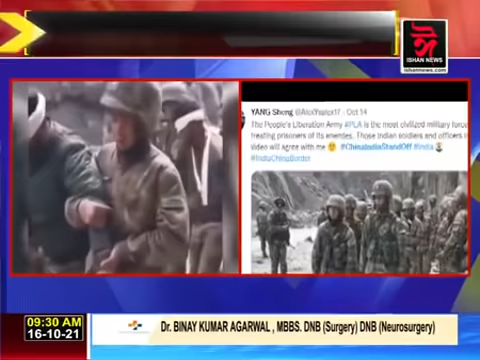 ঈ
ISHAN NEWS
ishannews.com
YANG Sheng @AlexYsalex17 · Oct 14
The People's Liberation Army #PLA is the most civilized military force
treating prisoners of its enemies. Those Indian soldiers and officers in
video will agree with me #ChinaIndiaStandOff #India
#IndiaChinaBorder
09:30 AM
16-10-21
Dr. BINAY KUMAR AGARWAL , MBBS. DNB (Surgery) DNB (Neurosurgery)